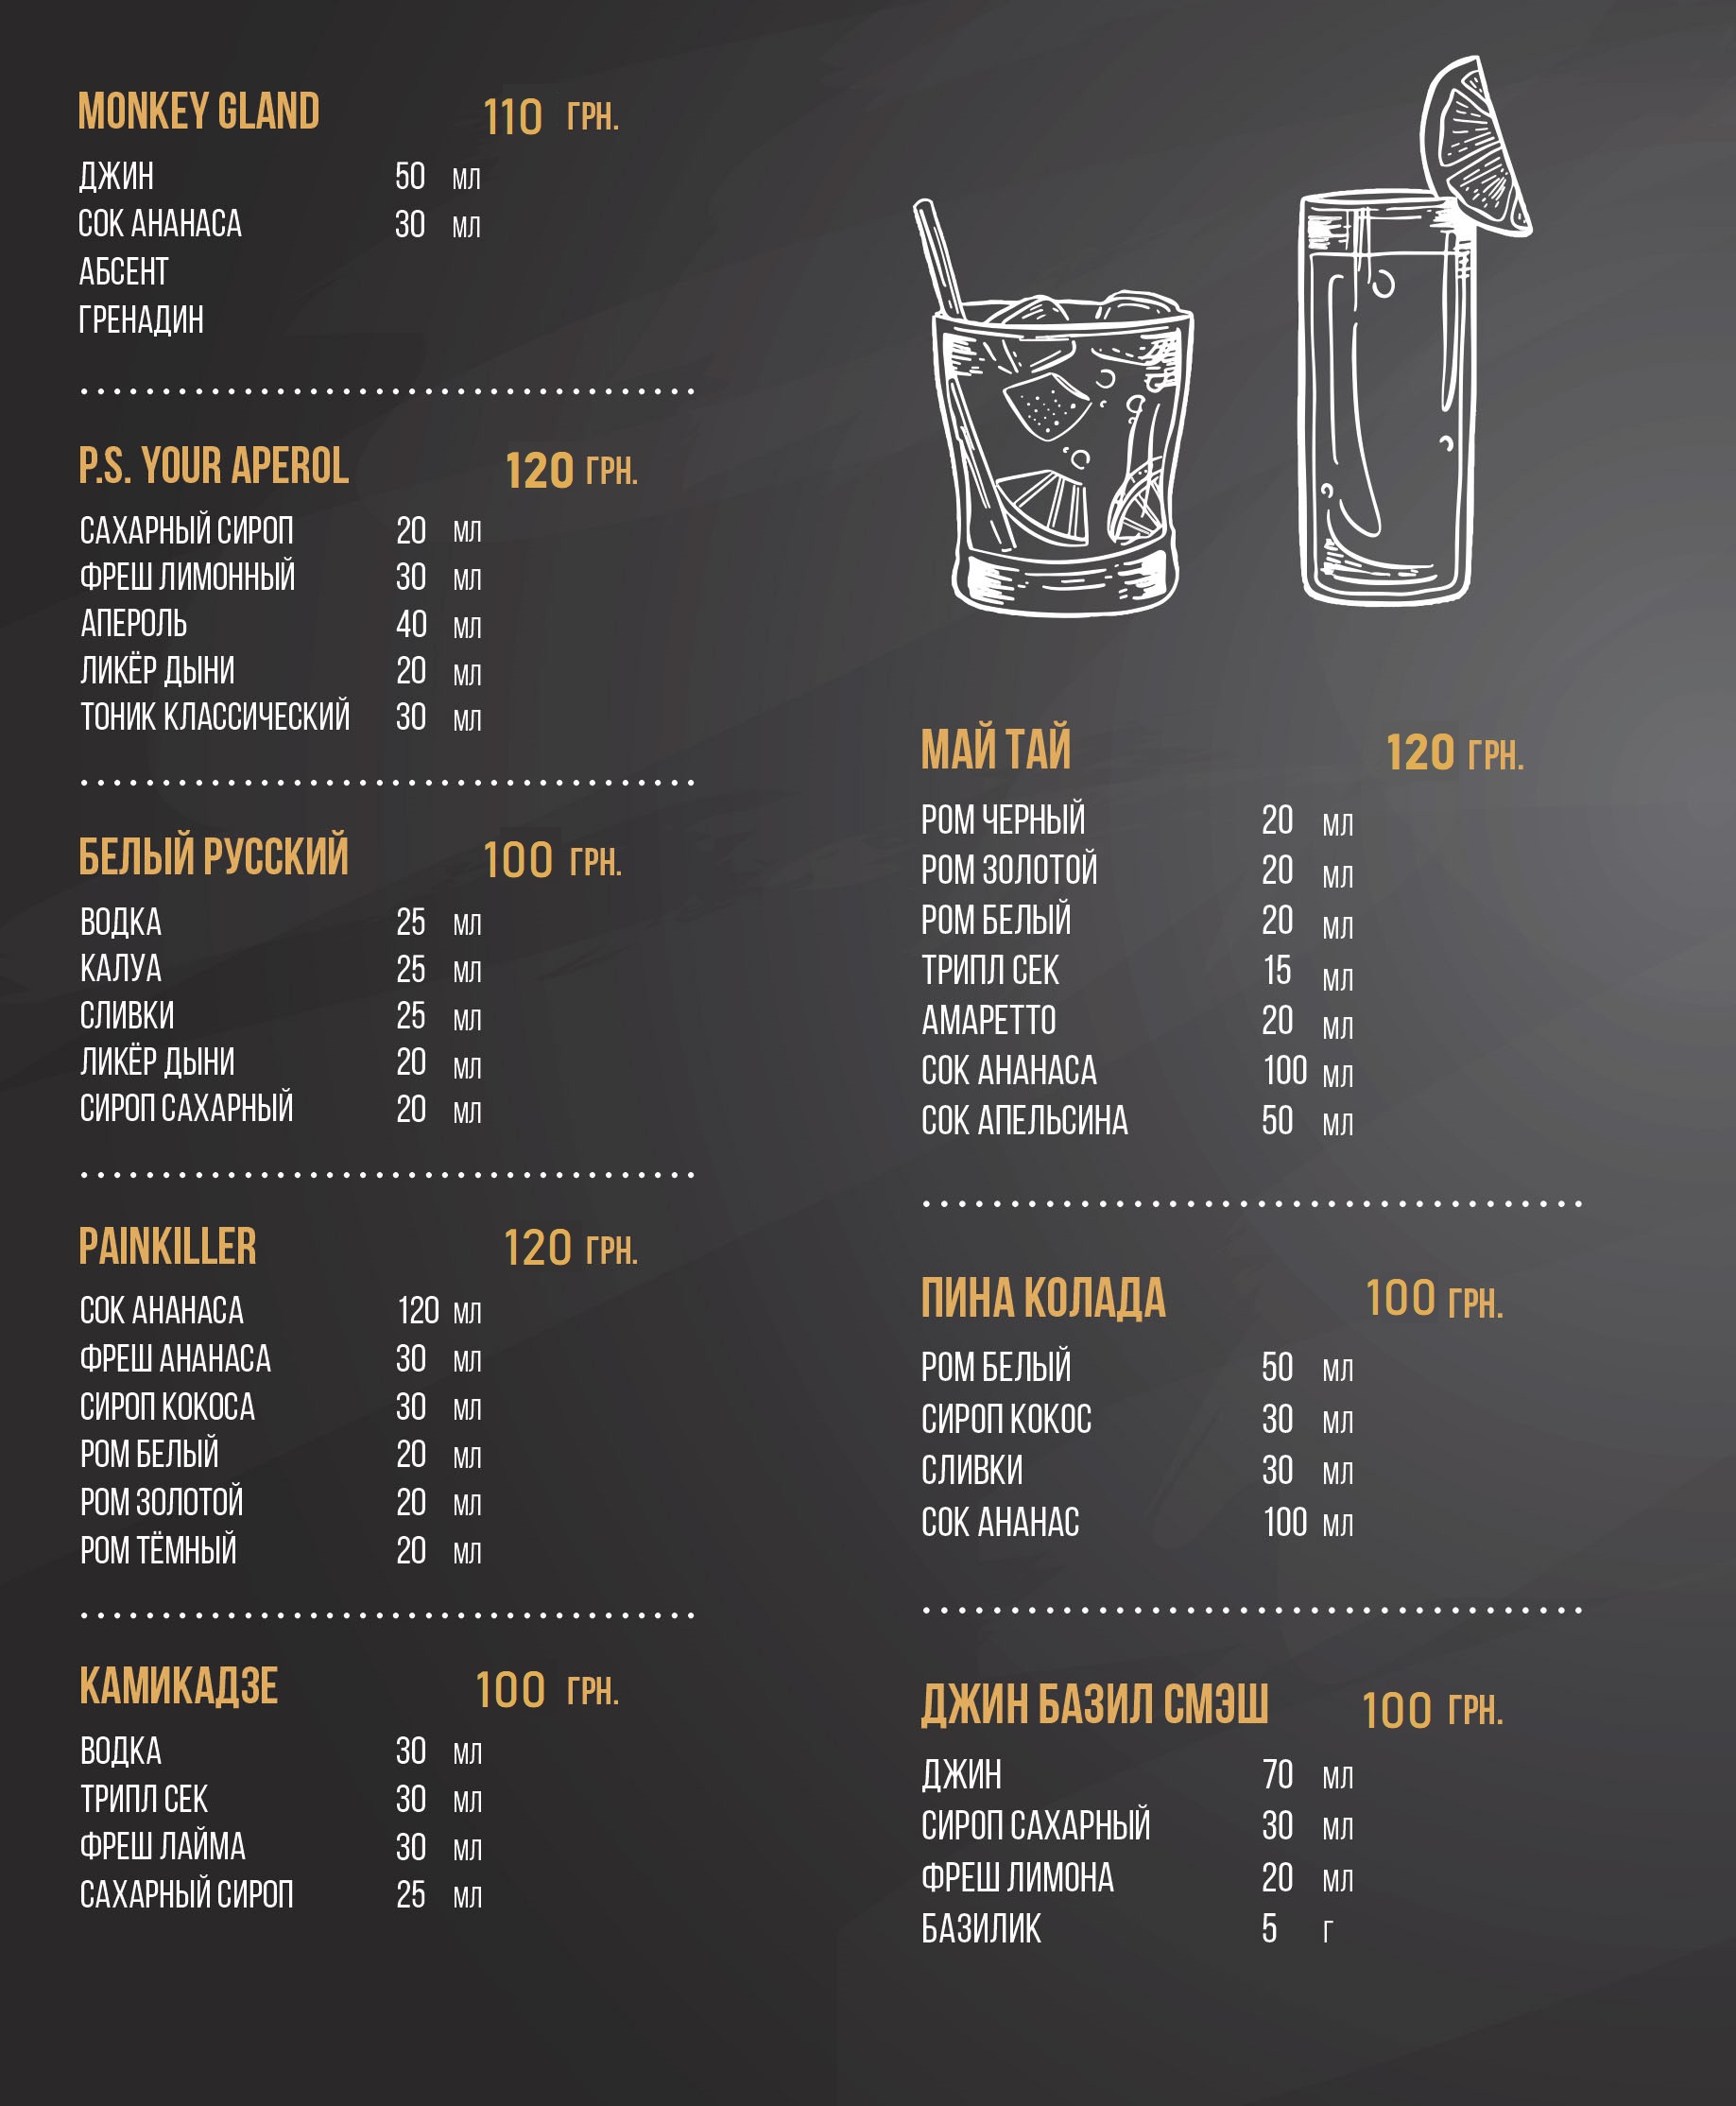 MONKEY GLAND 110 ГРН.
ДЖИН 50 МЛ
СОК АНАНАСА 30 МЛ
АБСЕНТ
ГРЕНАДИН
P.S. YOUR APEROL 120 ГРН.
САХАРНЫЙ СИРОП 20 МЛ
ФРЕШ ЛИМОННЫЙ 30 МЛ
АПЕРОЛЬ 40 МЛ
ЛИКЁР ДЫНИ 20 МЛ
ТОНИК КЛАССИЧЕСКИЙ 30 МЛ
БЕЛЫЙ РУССКИЙ 100 ГРН.
ВОДКА 25 МЛ
КАЛУА 25 МЛ
СЛИВКИ 25 МЛ
ЛИКЁР ДЫНИ 20 МЛ
СИРОП САХАРНЫЙ 20 МЛ
PAINKILLER 120 ГРН.
СОК АНАНАСА 120 МЛ
ФРЕШ АНАНАСА 30 МЛ
СИРОП КОКОСА 30 МЛ
РОМ БЕЛЫЙ 20 МЛ
РОМ ЗОЛОТОЙ 20 МЛ
РОМ ТЁМНЫЙ 20 МЛ
КАМИКАДЗЕ 100 ГРН.
ВОДКА 30 МЛ
ТРИПЛ СЕК 30 МЛ
ФРЕШ ЛАЙМА 30 МЛ
САХАРНЫЙ СИРОП 25 МЛ
МАЙ ТАЙ 120 ГРН.
РОМ ЧЕРНЫЙ 20 МЛ
РОМ ЗОЛОТОЙ 20 МЛ
РОМ БЕЛЫЙ 20 МЛ
ТРИПЛ СЕК 15 МЛ
АМАРЕТТО 20 МЛ
СОК АНАНАСА 100 МЛ
СОК АПЕЛЬСИНА 50 МЛ
ПИНА КОЛАДА 100 ГРН.
РОМ БЕЛЫЙ 50 МЛ
СИРОП КОКОС 30 МЛ
СЛИВКИ 30 МЛ
СОК АНАНАС 100 МЛ
ДЖИН БАЗИЛ СМЭШ 100 ГРН.
ДЖИН 70 МЛ
СИРОП САХАРНЫЙ 30 МЛ
ФРЕШ ЛИМОНА 20 МЛ
БАЗИЛИК 5 Г